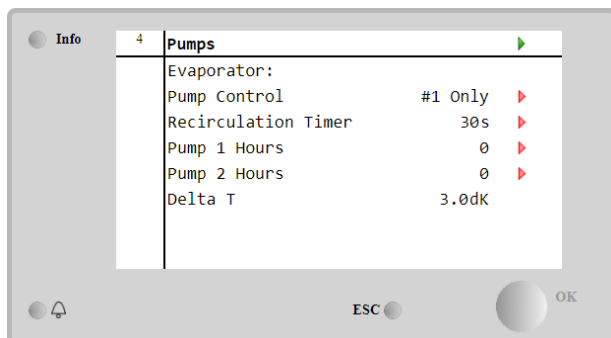 Info
4 Pumps
Evaporator:
Pump Control #1 Only
Recirculation Timer 30s
Pump 1 Hours 0
Pump 2 Hours 0
Delta T 3.0dK
ESC
OK